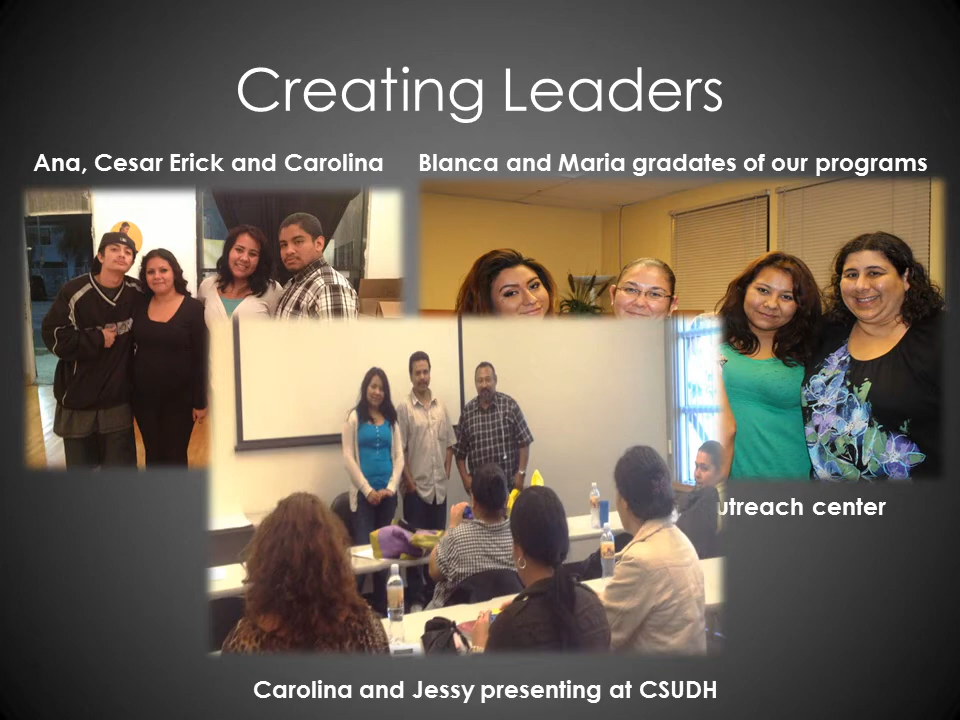 Creating Leaders
Ana, Cesar Erick and Carolina
Blanca and Maria gradates of our programs
utreach center
Carolina and Jessy presenting at CSUDH